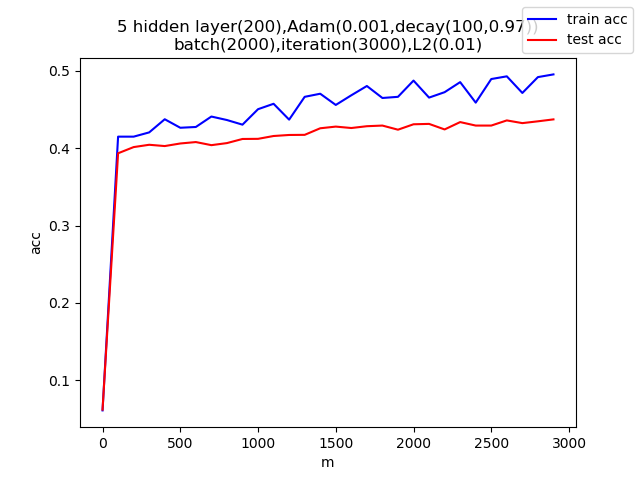 5 hidden layer(200),Adam(0.001,decay(100,0.97))
batch(2000),iteration(3000),L2(0.01)
train acc
test acc
0.5
0.4
0.3
0.2
0.1
acc
0
500
1000
1500
2000
2500
3000
m